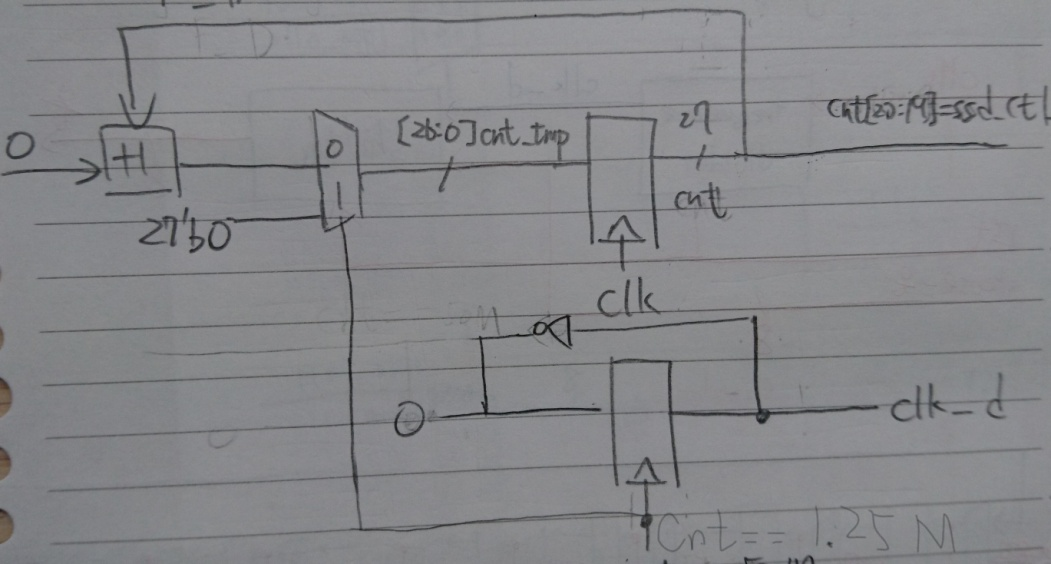 0
+1
27'b0
0
1
[26:0]cnt_tmp
27
cnt
cnt[20:19]=ssd_ctl
clk
0
clk_d
Cnt==1.25M